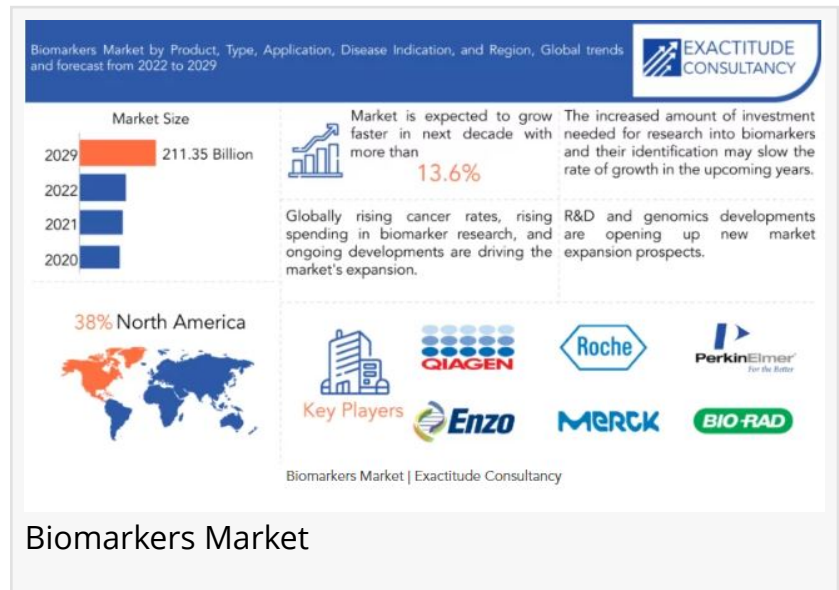 Biomarkers Market by Product, Type, Application, Disease Indication, and Region, Global trends
and forecast from 2022 to 2029
EXACTITUDE
CONSULTANCY
Market Size
2029
211.35 Billion
2022
2021
2020
Market is expected to grow
faster in next decade with
more than
13.6%
The increased amount of investment
needed for research into biomarkers
and their identification may slow the
rate of growth in the upcoming years.
Globally rising cancer rates, rising
spending in biomarker research, and
ongoing developments are driving the
market's expansion.
R&D and genomics developments
are opening up new market
expansion prospects.
38% North America
Key Players
QIAGEN
Roche
PerkinElmer
For the Better
Enzo
MERCK
BIO-RAD
Biomarkers Market | Exactitude Consultancy
Biomarkers Market